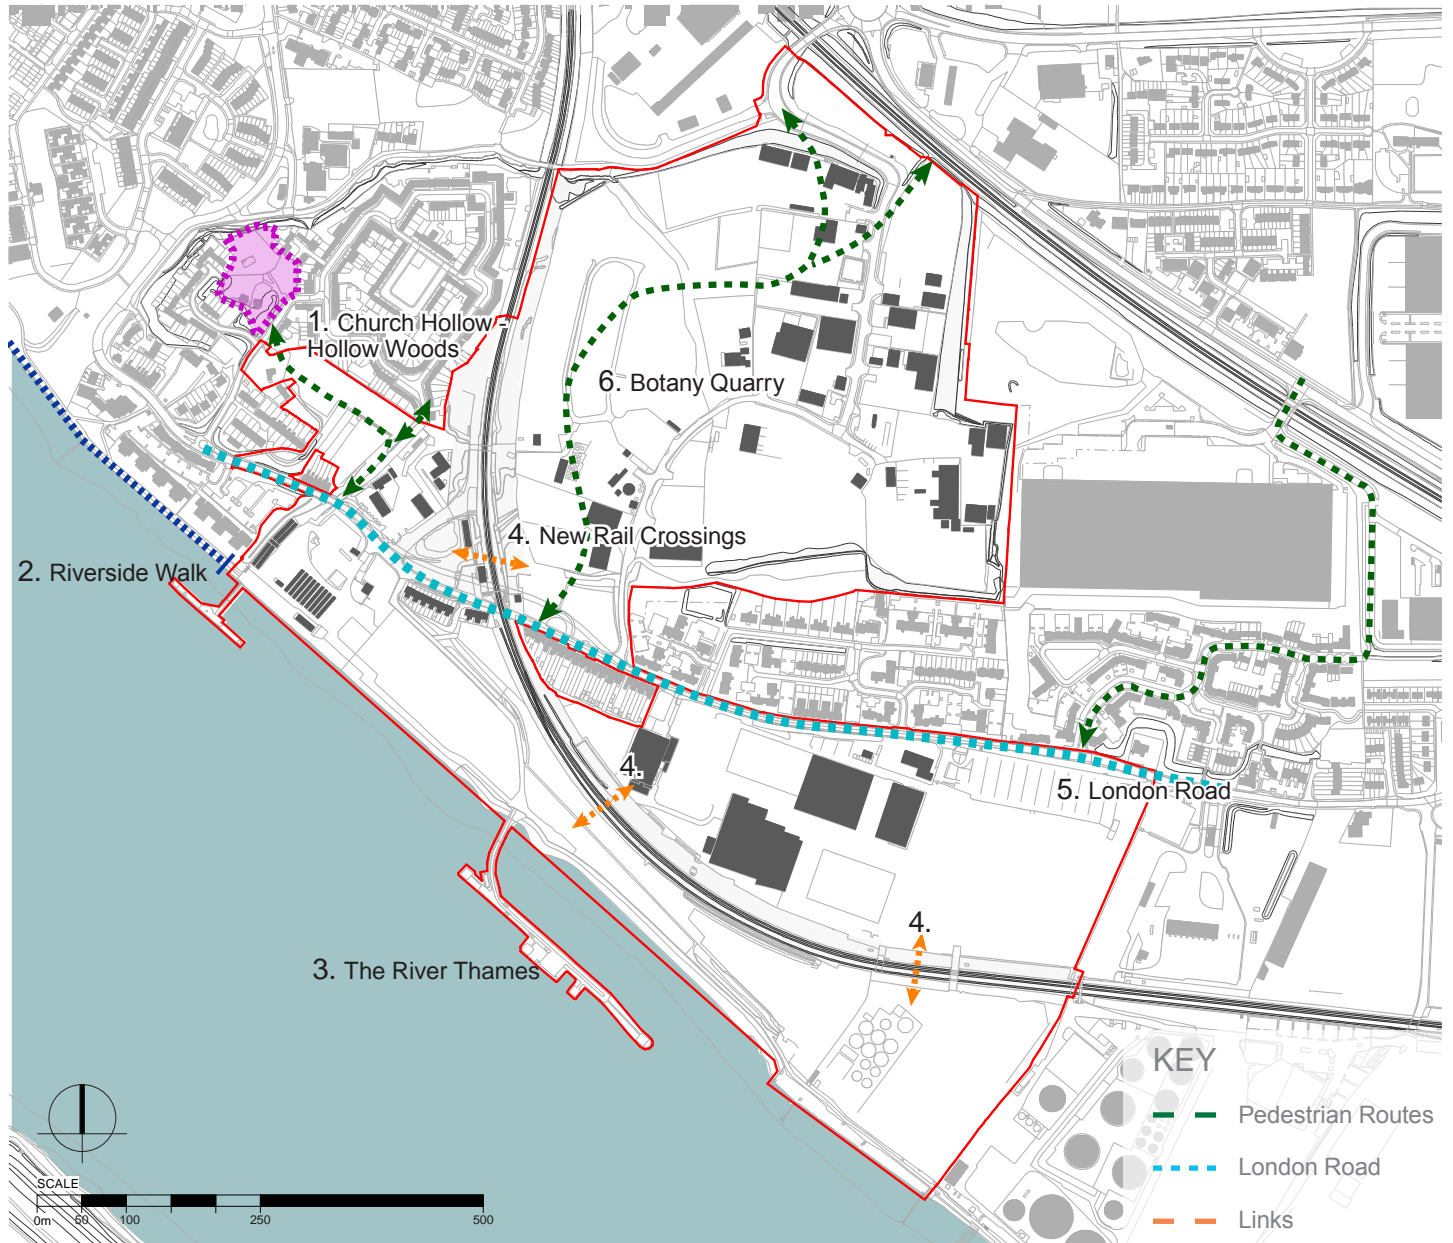 1. Church Hollow -
Hollow Woods
6. Botany Quarry
4. New Rail Crossings
2. Riverside Walk
4.
5. London Road
4.
3. The River Thames
KEY
Pedestrian Routes
London Road
Links
SCALE
0m 50 100 250 500